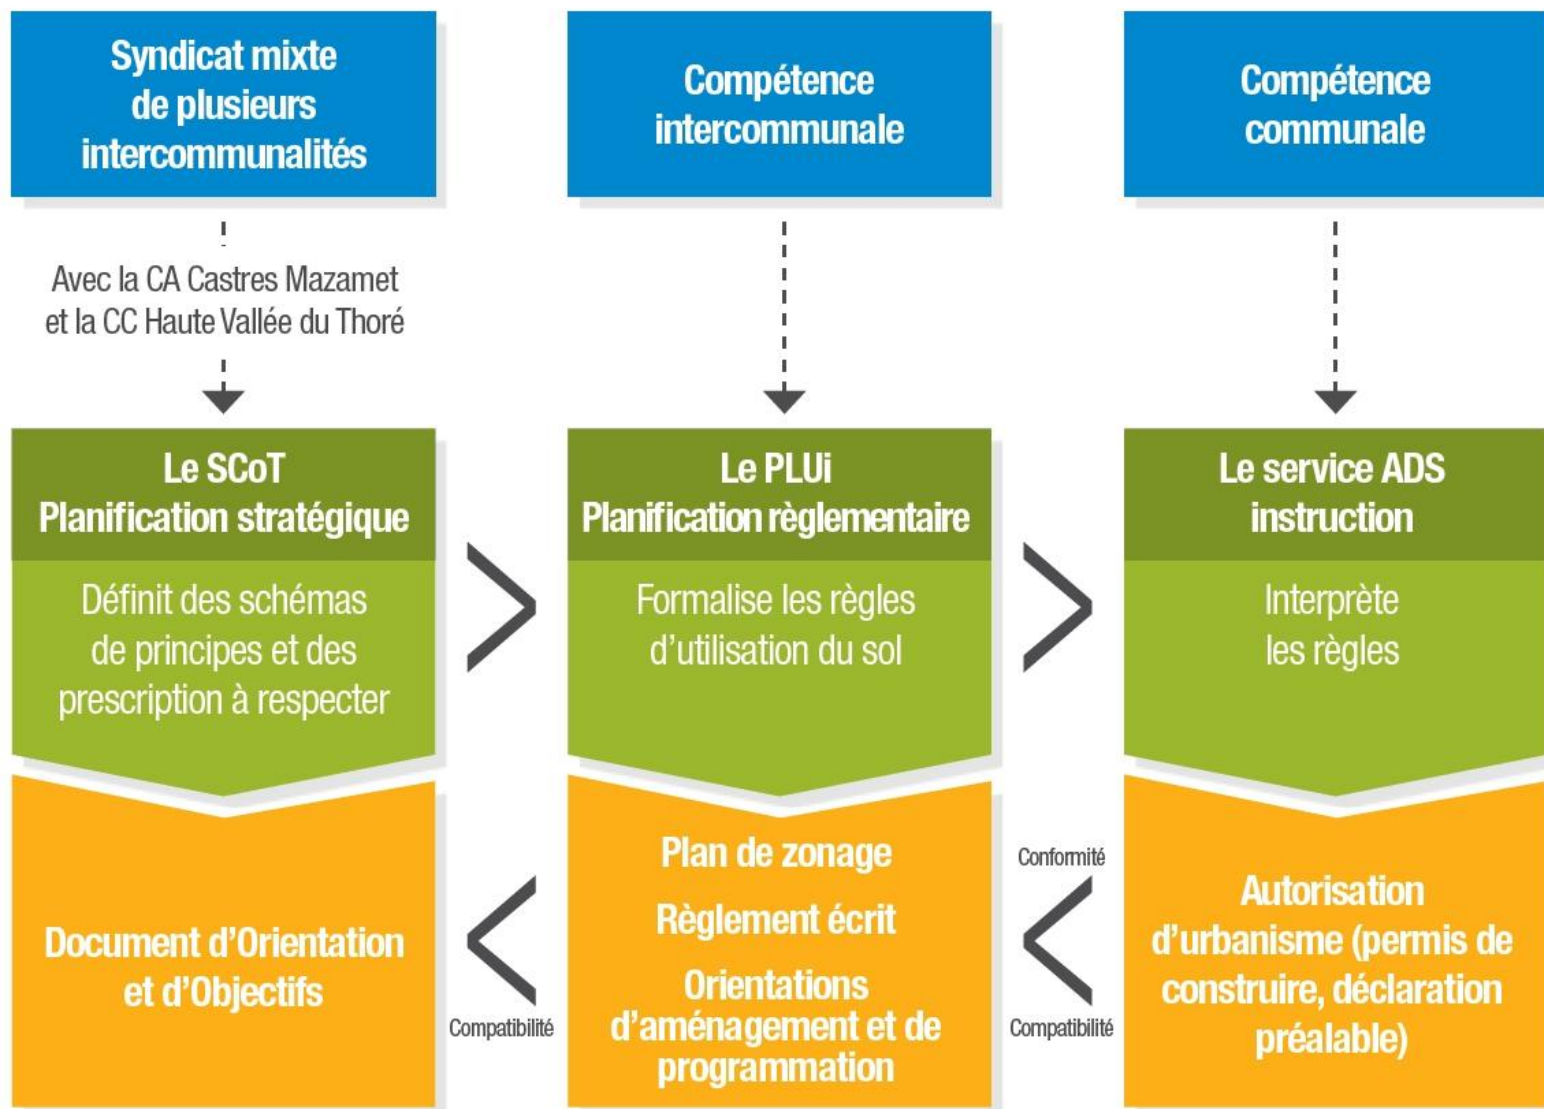 Syndicat mixte
de plusieurs
intercommunalités
Compétence
intercommunale
Compétence
communale
Avec la CA Castres Mazamet
et la CC Haute Vallée du Thoré
Le SCoT
Planification stratégique
Définit des schémas
de principes et des
prescription à respecter
Le PLUi
Planification règlementaire
Formalise les règles
d'utilisation du sol
Le service ADS
instruction
Interprète
les règles
Document d'Orientation
et d'Objectifs
Compatibilité
Plan de zonage
Règlement écrit
Orientations
d'aménagement et de
programmation
Conformité
Compatibilité
Autorisation
d'urbanisme (permis de
construire, déclaration
préalable)